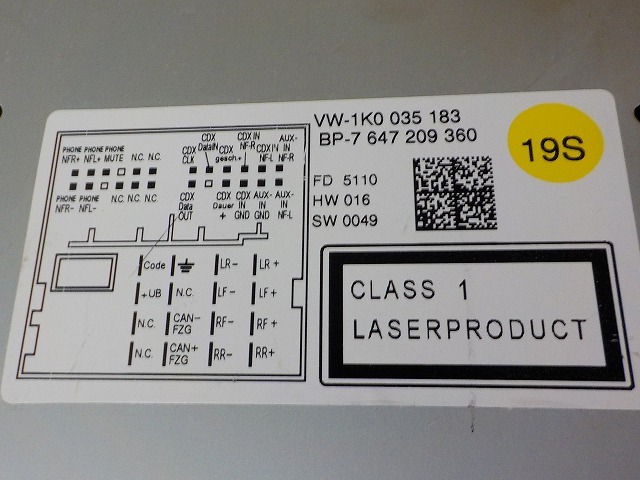 VW-1K0 035 183
BP-7 647 209 360
19S
FD 5110
HW 016
SW 0049
CLASS 1
LASERPRODUCT
PHONE PHONE PHONE
NFR+ NFL+ MUTE N.C. N.C.
CDX CLK
CDX DataIN
CDX gesch.+
CDX IN NF-R
CDX IN NF-L
AUX- IN NF-R
PHONE PHONE
NFR- NFL- N.C. N.C. N.C.
CDX Data OUT
CDX Dauer +
CDX IN GND
AUX- IN GND
AUX- IN NF-L
Code LR- LR+
+UB N.C. LF- LF+
N.C. CAN- FZG RF- RF+
N.C. CAN+ FZG RR- RR+